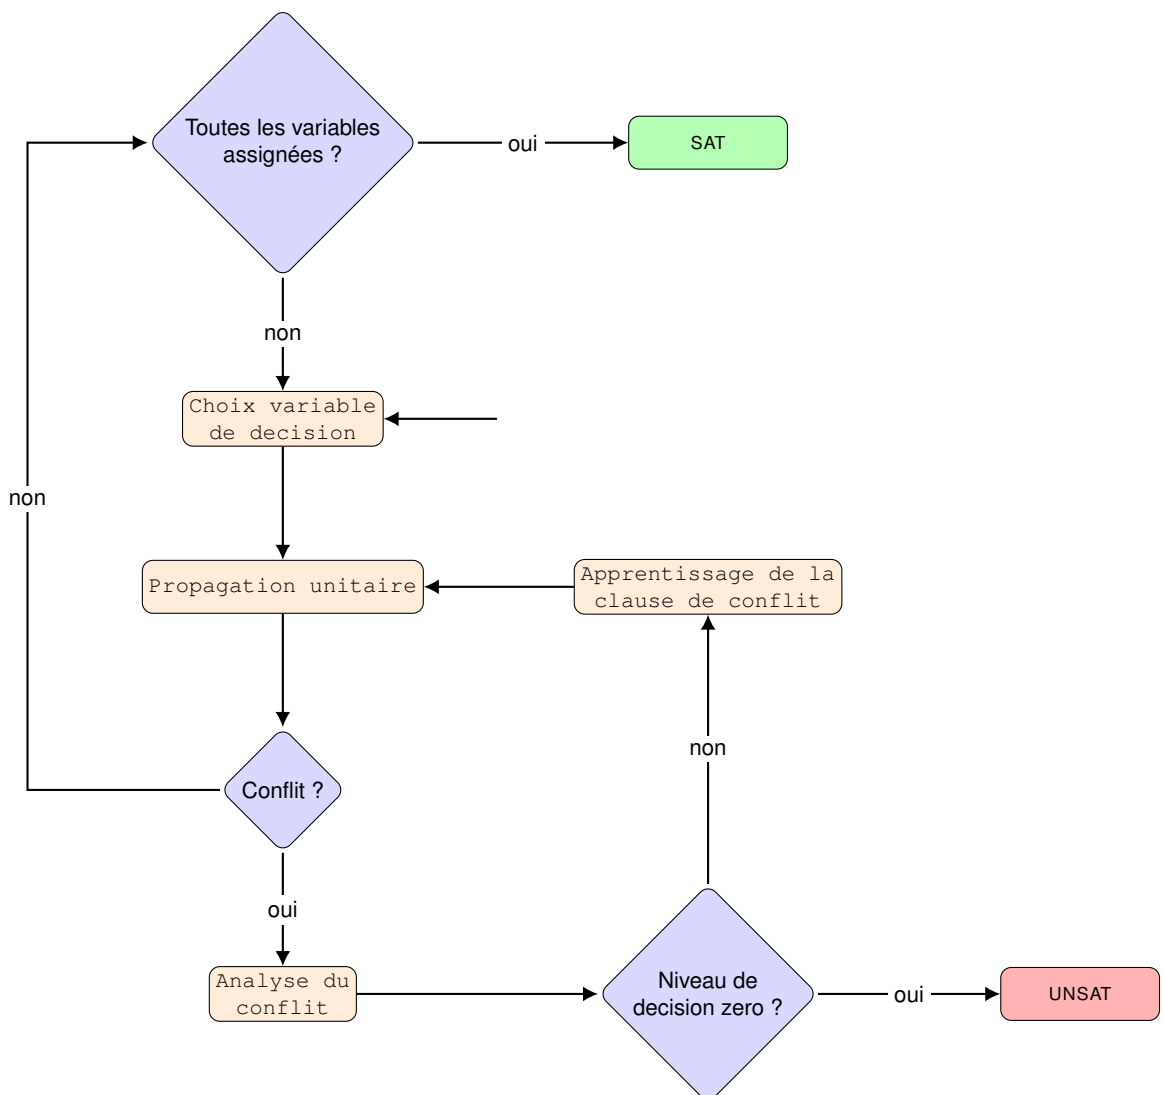 Toutes les variables
assignées ?
oui
SAT
non
Choix variable
de decision
non
Propagation unitaire
Apprentissage de la
clause de conflit
non
Conflit ?
oui
Analyse du
conflit
Niveau de
decision zero ?
oui
UNSAT